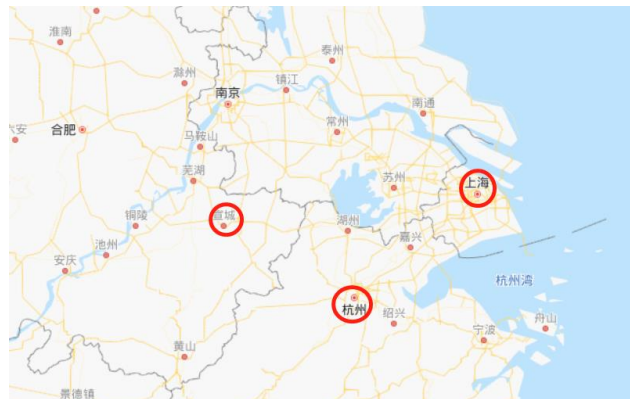 淮南
泰州
滁州
镇江
南京
南通
合肥
六安
常州
马鞍山
芜湖
苏州
上海
宣城
铜陵
湖州
嘉兴
池州
安庆
杭州湾
杭州
绍兴
舟山
宁波
黄山
景德镇